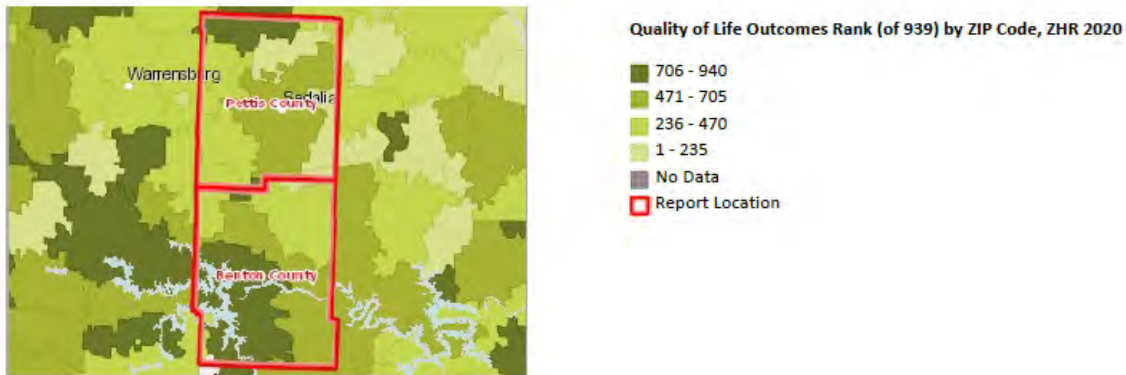 Quality of Life Outcomes Rank (of 939) by ZIP Code, ZHR 2020
706 - 940
471 - 705
236 - 470
1 - 235
No Data
Report Location
Warrensburg
Sedalia
Pettis County
Benton County